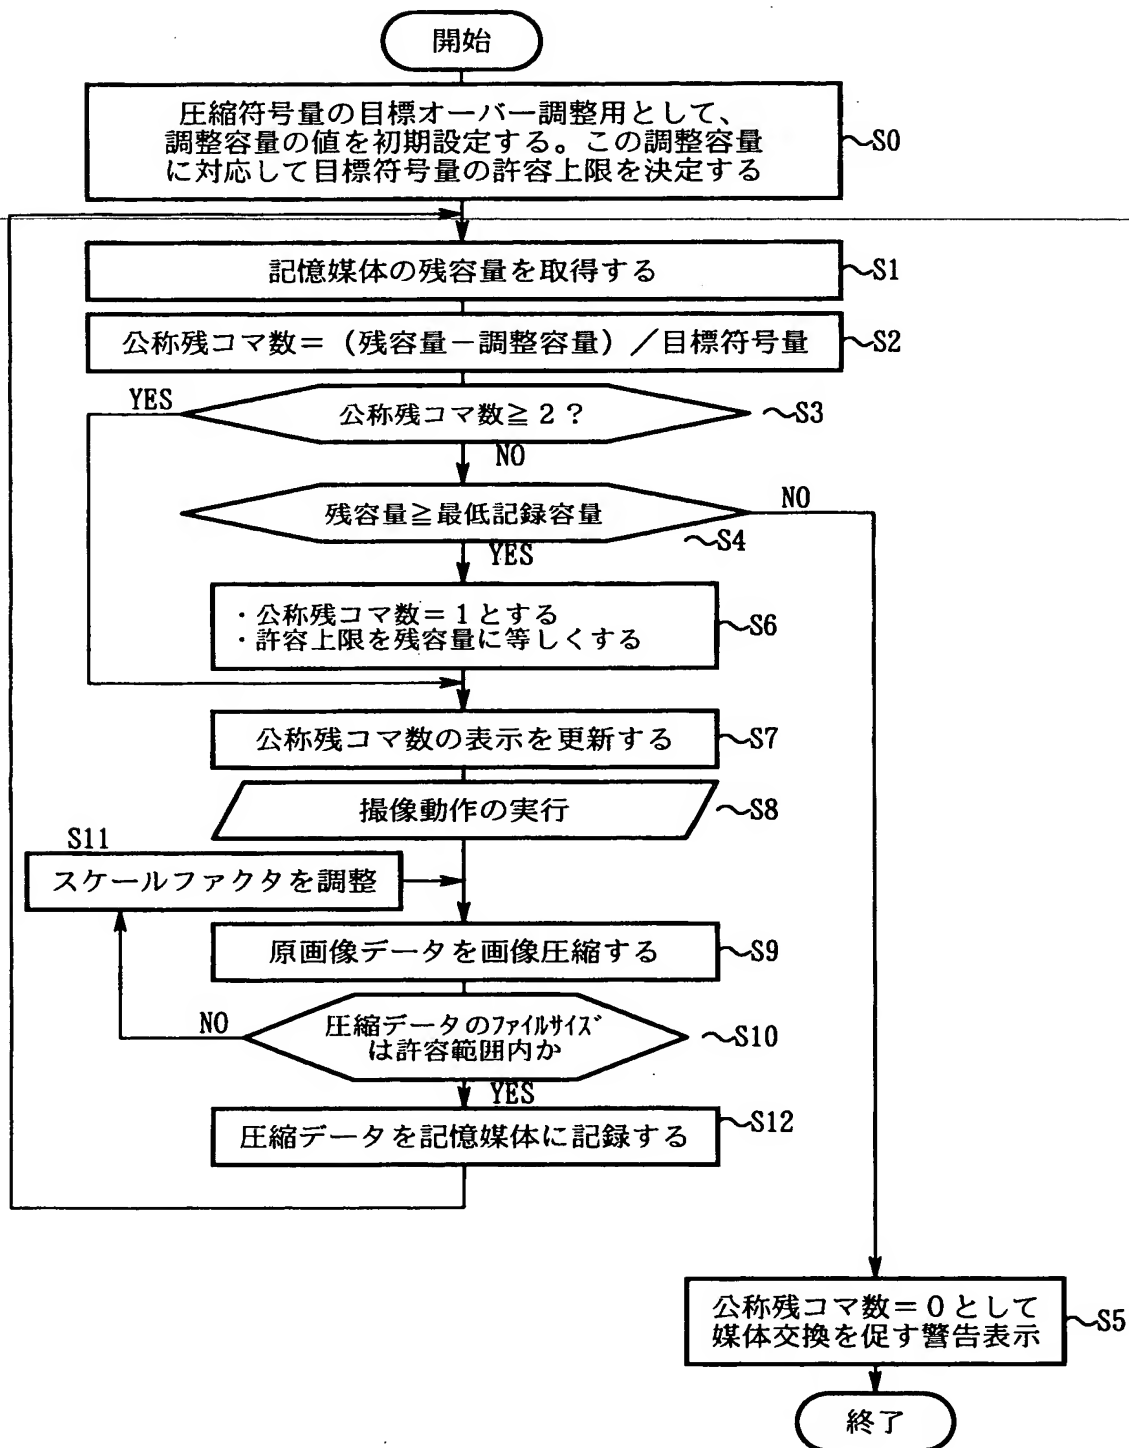 開始
圧縮符号量の目標オーバー調整用として、
調整容量の値を初期設定する。この調整容量
に対応して目標符号量の許容上限を決定する
S0
記憶媒体の残容量を取得する
S1
公称残コマ数＝（残容量－調整容量）／目標符号量
S2
YES
公称残コマ数≧２？
S3
NO
残容量≧最低記録容量
NO
S4
YES
・公称残コマ数＝１とする
・許容上限を残容量に等しくする
S6
公称残コマ数の表示を更新する
S7
撮像動作の実行
S8
S11
スケールファクタを調整
原画像データを画像圧縮する
S9
NO
圧縮データのﾌｧｲﾙｻｲｽﾞ
は許容範囲内か
S10
YES
圧縮データを記憶媒体に記録する
S12
公称残コマ数＝０として
媒体交換を促す警告表示
S5
終了